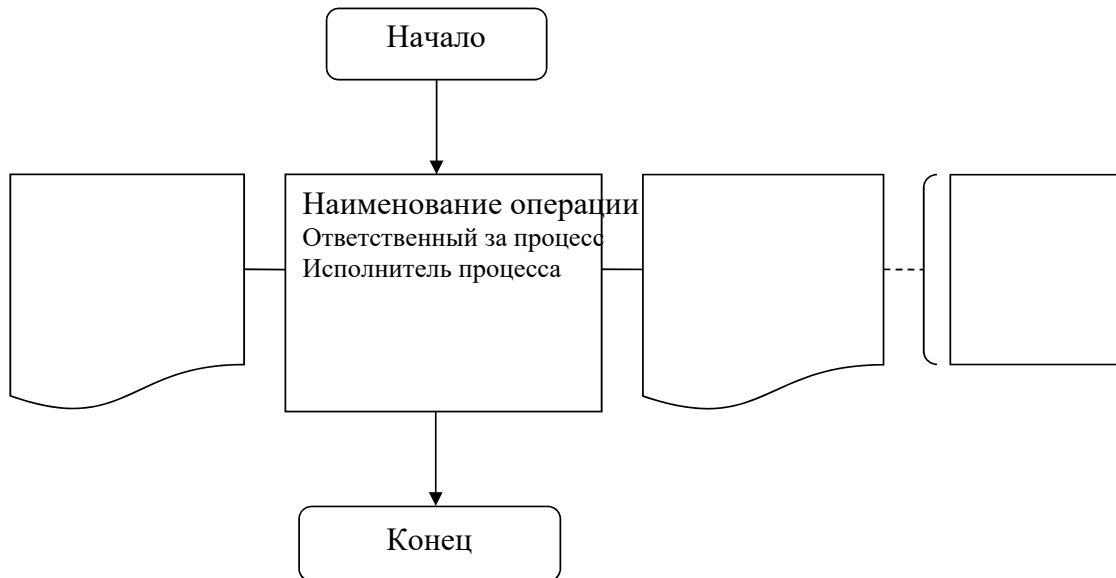 Начало
Наименование операции
Ответственный за процесс
Исполнитель процесса
Конец